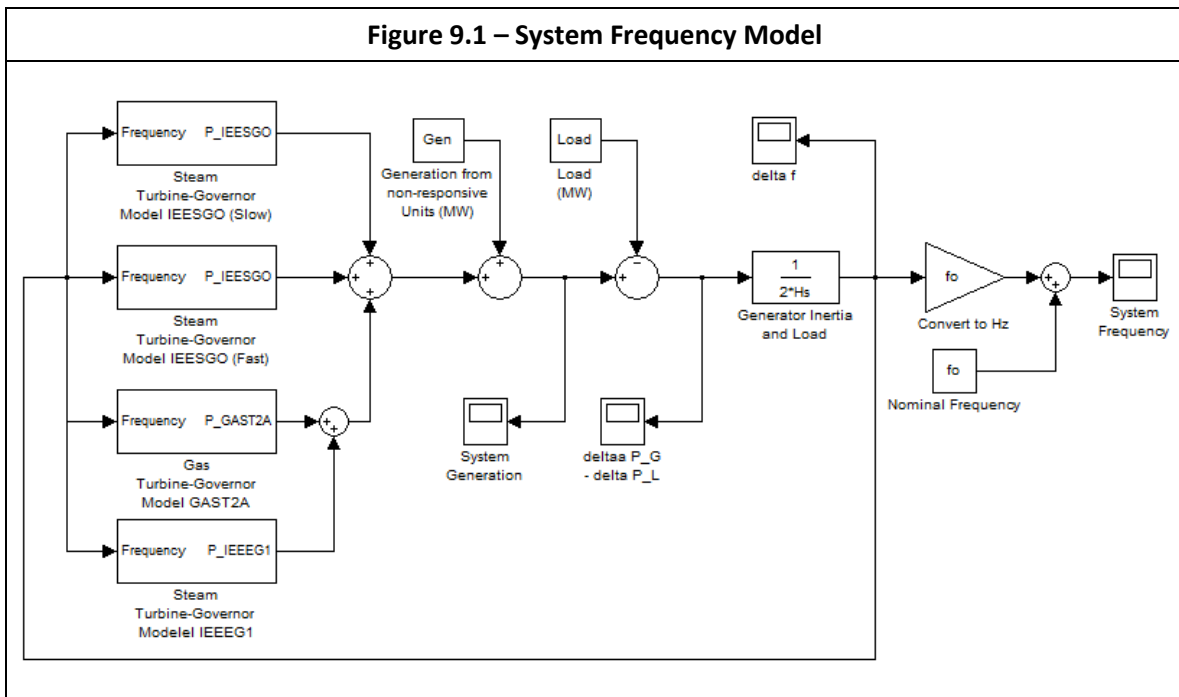 Figure 9.1 – System Frequency Model
Frequency P_IEESGO
Steam
Turbine-Governor
Model IEESGO (Slow)
Frequency P_IEESGO
Steam
Turbine-Governor
Model IEESGO (Fast)
Frequency P_GAST2A
Gas
Turbine-Governor
Model GAST2A
Frequency P_IEEEG1
Steam
Turbine-Governor
Modelel IEEEG1
+
+
+
+
+
Gen
Generation from
non-responsive
Units (MW)
+
+
Load
Load
(MW)
−
+
System
Generation
deltaa P_G
- delta P_L
1
2*Hs
Generator Inertia
and Load
delta f
fo
Convert to Hz
fo
Nominal Frequency
+
+
System
Frequency